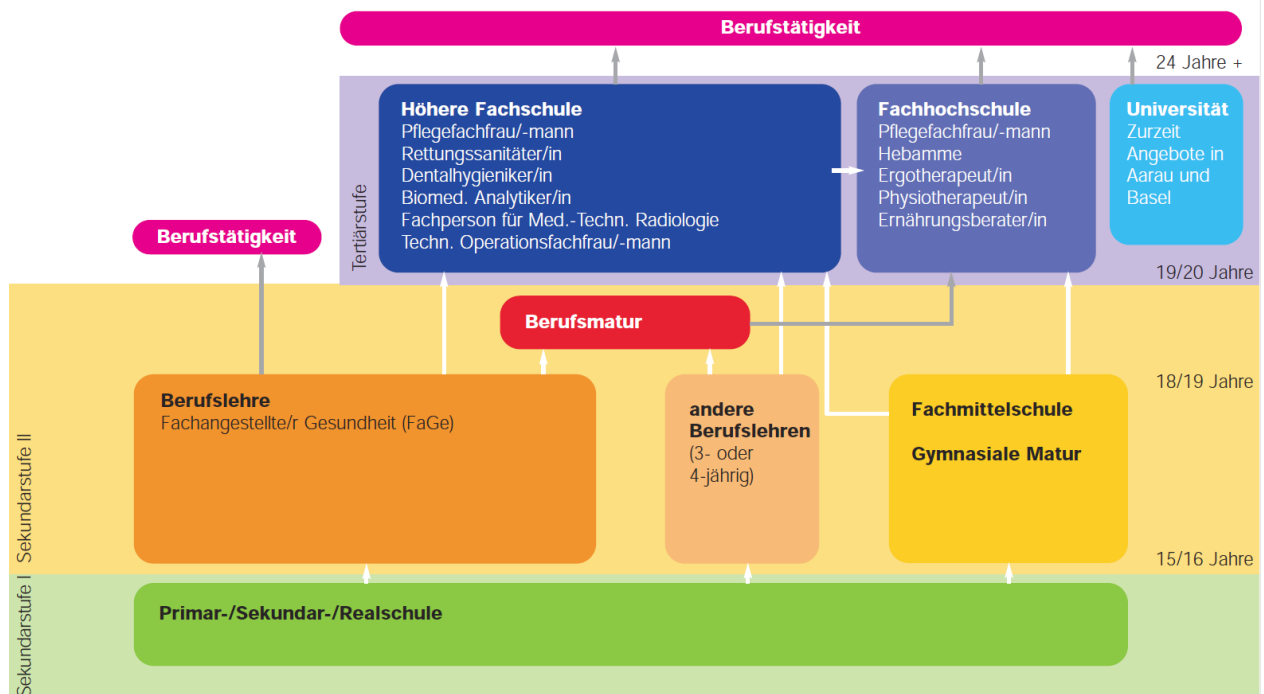 Berufstätigkeit
24 Jahre +
Tertiärstufe
Höhere Fachschule
Pflegefachfrau/-mann
Rettungssanitäter/in
Dentalhygieniker/in
Biomed. Analytiker/in
Fachperson für Med.-Techn. Radiologie
Techn. Operationsfachfrau/-mann
Fachhochschule
Pflegefachfrau/-mann
Hebamme
Ergotherapeut/in
Physiotherapeut/in
Ernährungsberater/in
Universität
Zurzeit
Angebote in
Aarau und
Basel
Berufstätigkeit
19/20 Jahre
Berufsmatur
18/19 Jahre
Sekundarstufe II
Berufslehre
Fachangestellte/r Gesundheit (FaGe)
andere
Berufslehren
(3- oder
4-jährig)
Fachmittelschule
Gymnasiale Matur
15/16 Jahre
Sekundarstufe I
Primar-/Sekundar-/Realschule